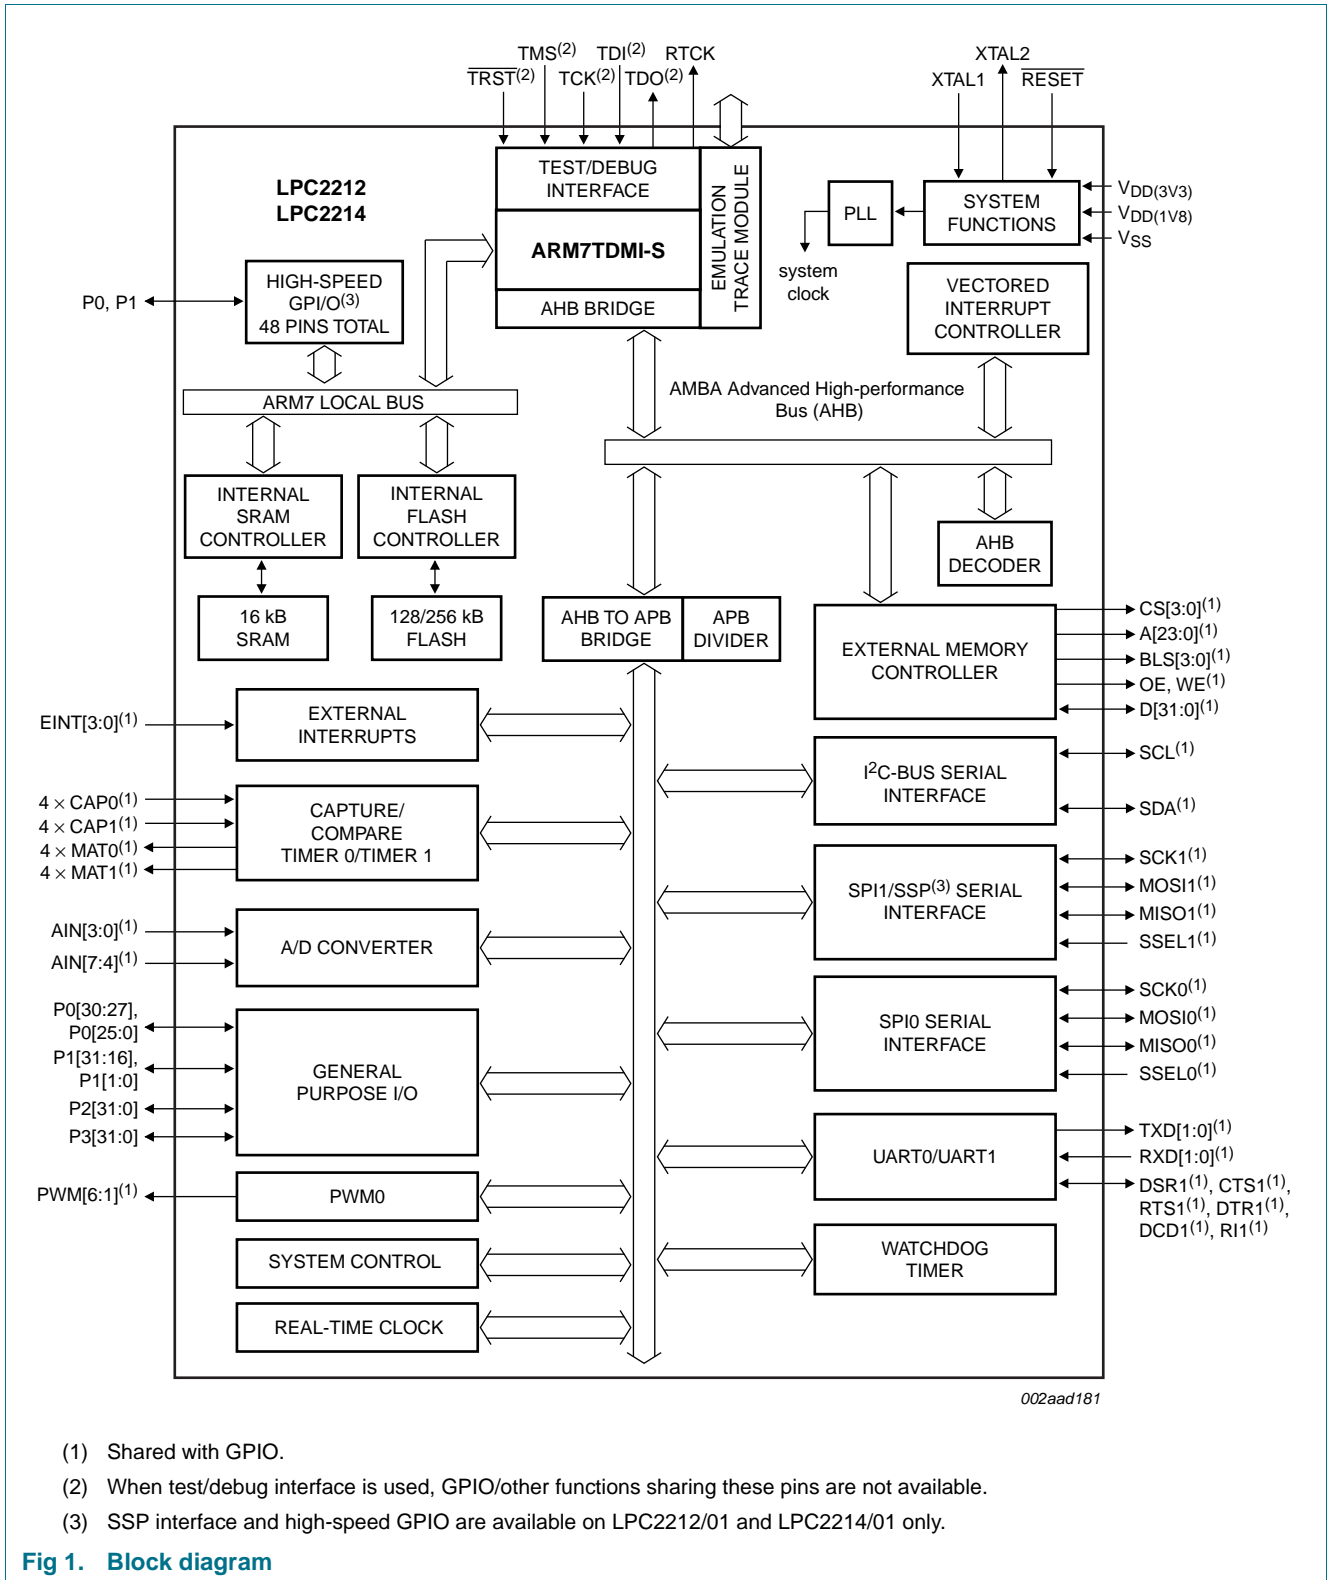 TMS(2) TDI(2) RTCK
TRST(2) TCK(2) TDO(2)
XTAL2
XTAL1 RESET
LPC2212
LPC2214
TEST/DEBUG
INTERFACE
ARM7TDMI-S
AHB BRIDGE
EMULATION
TRACE MODULE
PLL
system
clock
SYSTEM
FUNCTIONS
VDD(3V3)
VDD(1V8)
VSS
P0, P1
HIGH-SPEED
GPI/O(3)
48 PINS TOTAL
VECTORED
INTERRUPT
CONTROLLER
ARM7 LOCAL BUS
AMBA Advanced High-performance
Bus (AHB)
INTERNAL
SRAM
CONTROLLER
INTERNAL
FLASH
CONTROLLER
AHB
DECODER
16 kB
SRAM
128/256 kB
FLASH
AHB TO APB
BRIDGE
APB
DIVIDER
EXTERNAL MEMORY
CONTROLLER
CS[3:0](1)
A[23:0](1)
BLS[3:0](1)
OE, WE(1)
D[31:0](1)
EINT[3:0](1)
EXTERNAL
INTERRUPTS
I2C-BUS SERIAL
INTERFACE
SCL(1)
SDA(1)
4 × CAP0(1)
4 × CAP1(1)
4 × MAT0(1)
4 × MAT1(1)
CAPTURE/
COMPARE
TIMER 0/TIMER 1
SPI1/SSP(3) SERIAL
INTERFACE
SCK1(1)
MOSI1(1)
MISO1(1)
SSEL1(1)
AIN[3:0](1)
AIN[7:4](1)
A/D CONVERTER
SPI0 SERIAL
INTERFACE
SCK0(1)
MOSI0(1)
MISO0(1)
SSEL0(1)
P0[30:27],
P0[25:0]
P1[31:16],
P1[1:0]
P2[31:0]
P3[31:0]
GENERAL
PURPOSE I/O
UART0/UART1
TXD[1:0](1)
RXD[1:0](1)
DSR1(1), CTS1(1),
RTS1(1), DTR1(1),
DCD1(1), RI1(1)
PWM[6:1](1)
PWM0
SYSTEM CONTROL
WATCHDOG
TIMER
REAL-TIME CLOCK
002aad181
(1) Shared with GPIO.
(2) When test/debug interface is used, GPIO/other functions sharing these pins are not available.
(3) SSP interface and high-speed GPIO are available on LPC2212/01 and LPC2214/01 only.
Fig 1. Block diagram